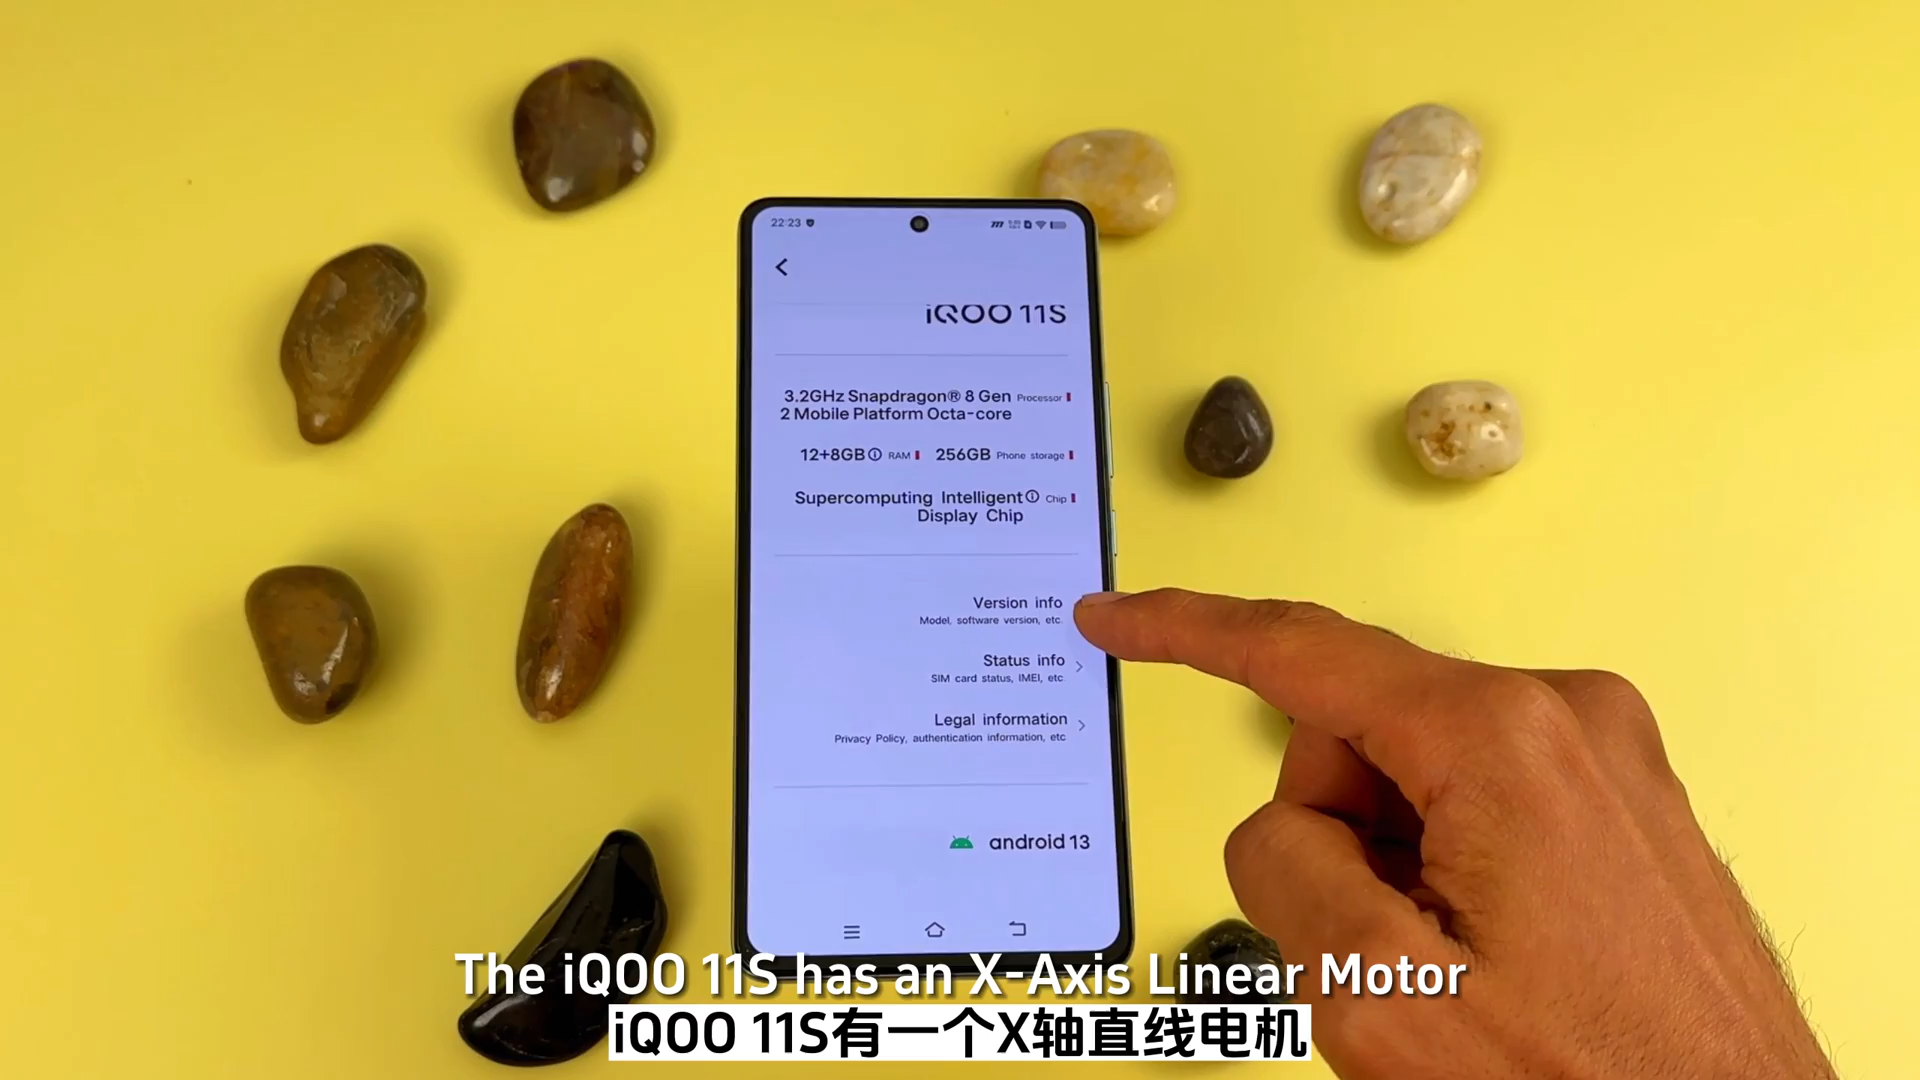 22:23
iQOO 11S
3.2GHz Snapdragon® 8 Gen Processor
2 Mobile Platform Octa-core
12+8GB RAM 256GB Phone storage
Supercomputing Intelligent Chip
Display Chip
Version info
Model, software version, etc.
Status info
SIM card status, IMEI, etc
Legal information
Privacy Policy, authentication information, etc
android 13
The iQOO 11S has an X-Axis Linear Motor
iQOO 11S有一个X轴直线电机